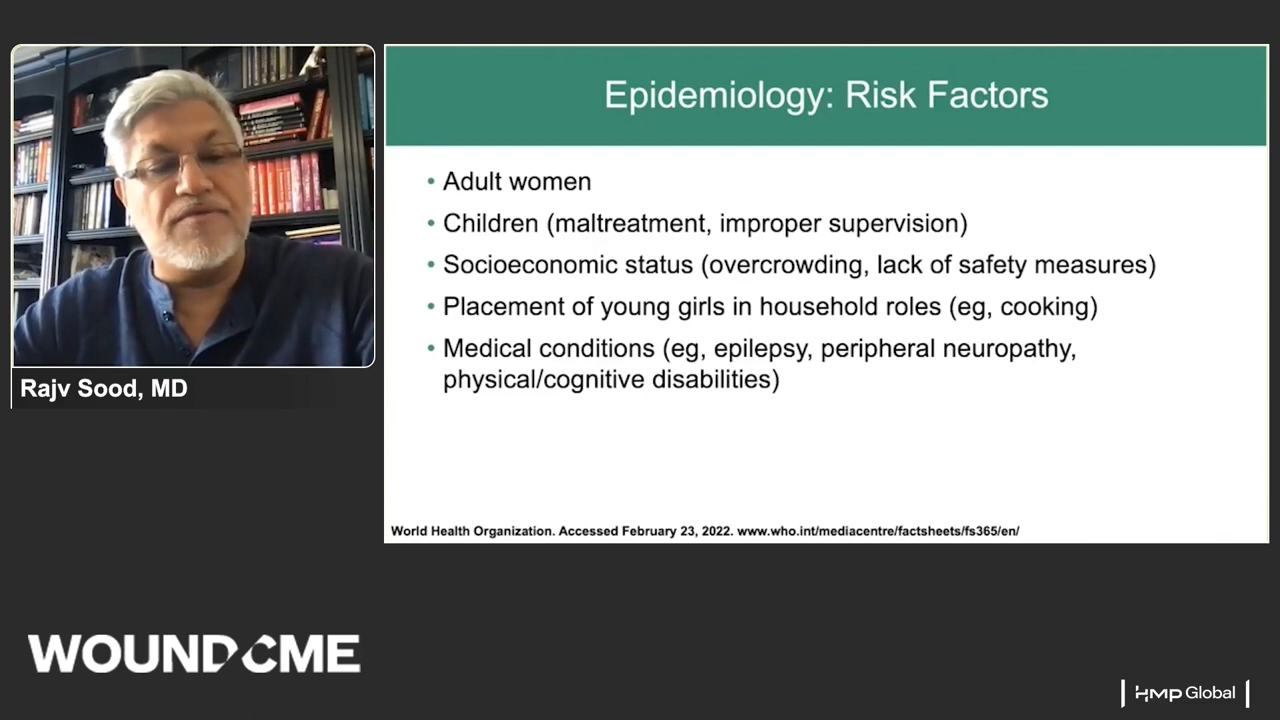 Epidemiology: Risk Factors
• Adult women
• Children (maltreatment, improper supervision)
• Socioeconomic status (overcrowding, lack of safety measures)
• Placement of young girls in household roles (eg, cooking)
• Medical conditions (eg, epilepsy, peripheral neuropathy,
physical/cognitive disabilities)
World Health Organization. Accessed February 23, 2022. www.who.int/mediacentre/factsheets/fs365/en/
Rajv Sood, MD
WOUNDCME
HMP Global